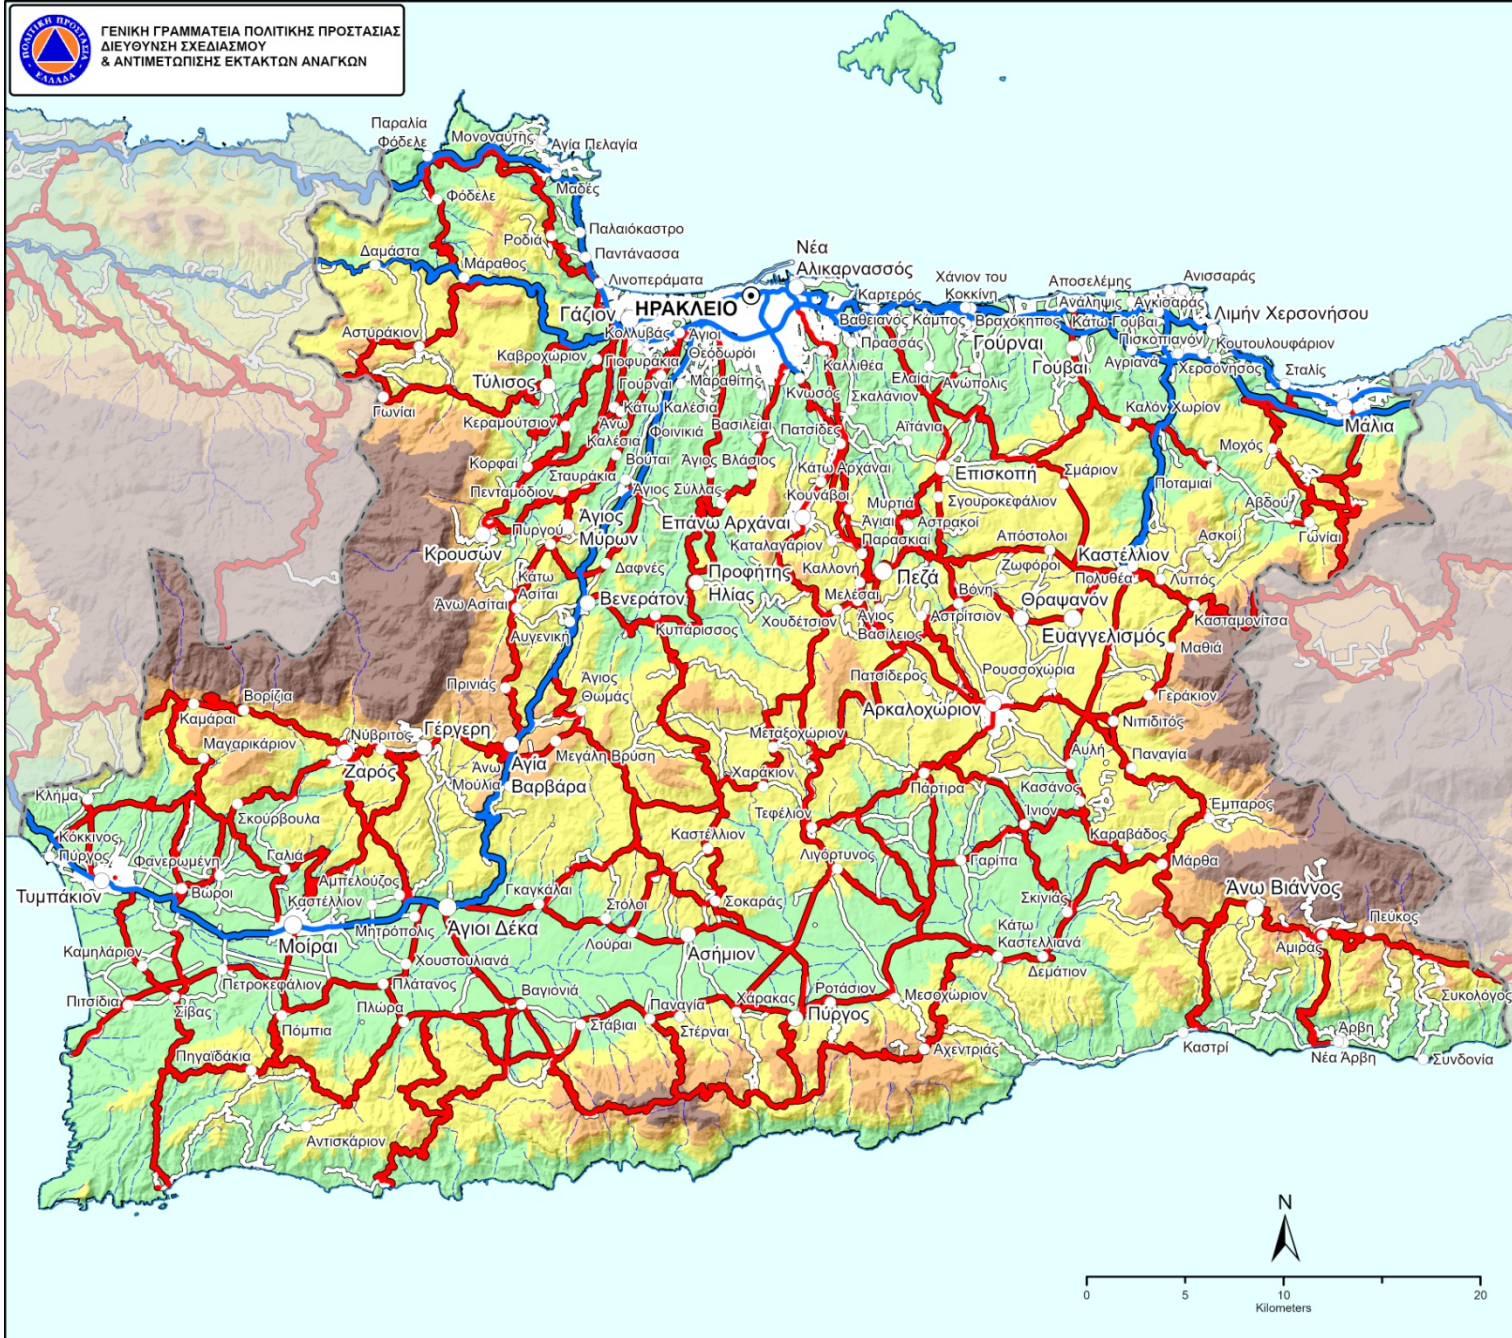 ΓΕΝΙΚΗ ΓΡΑΜΜΑΤΕΙΑ ΠΟΛΙΤΙΚΗΣ ΠΡΟΣΤΑΣΙΑΣ
ΔΙΕΥΘΥΝΣΗ ΣΧΕΔΙΑΣΜΟΥ
& ΑΝΤΙΜΕΤΩΠΙΣΗΣ ΕΚΤΑΚΤΩΝ ΑΝΑΓΚΩΝ
ΠΟΛΙΤΙΚΗ ΠΡΟΣΤΑΣΙΑ
ΕΛΛΑΔΑ
Παραλία
Φόδελε
Μονοναύτης
Αγία Πελαγία
Μαδές
Φόδελε
Παλαιόκαστρο
Ροδιά
Παντάνασσα
Δαμάστα
Μάραθος
Λινοπεράματα
Νέα
Αλικαρνασσός
ΗΡΑΚΛΕΙΟ
Γάζιον
Καρτερός
Χάνιον του
Κοκκίνη
Αποσελέμης
Ανισσαράς
Ανάληψις
Αγκισαράς
Λιμήν Χερσονήσου
Βαθειανός Κάμπος
Βραχόκηπος
Κάτω Γούβαι
Πισκοπιανόν
Κουτουλουφάριον
Αστυράκιον
Κολλυβάς
Άγιοι
Θεόδωροι
Πρασσάς
Γούρναι
Καβροχώριον
Γιοφυράκια
Καλλιθέα
Γούβαι
Αγριανά
Χερσόνησος
Σταλίς
Τύλισος
Γούρναι
Μαραθίτης
Κνωσός
Ελαία
Ανώπολις
Γωνίαι
Κάτω Καλέσια
Σκαλάνιον
Καλόν Χωρίον
Μάλια
Κεραμούτσιον
Άνω
Καλέσια
Φοινικιά
Βασιλείαι
Πατσίδες
Αϊτάνια
Μοχός
Κορφαί
Βούται
Σταυράκια
Άγιος Βλάσιος
Κάτω Αρχάναι
Επισκοπή
Σμάριον
Πενταμόδιον
Άγιος Σύλλας
Κουνάβοι
Μυρτιά
Σγουροκεφάλιον
Ποταμιαί
Αβδού
Πυργού
Άγιος
Μύρων
Επάνω Αρχάναι
Άγιαι
Παρασκιαί
Αστρακοί
Γωνίαι
Κρουσών
Καταλαγάριον
Απόστολοι
Καστέλλιον
Ασκοί
Δαφνές
Προφήτης
Ηλίας
Καλλονή
Πεζά
Ζωφόροι
Πολυθέα
Λυττός
Κάτω
Ασίται
Άνω Ασίται
Βενεράτον
Μελέσαι
Βόνη
Θραψανόν
Αυγενική
Κυπάρισσος
Χουδέτσιον
Άγιος
Βασίλειος
Αστρίτσιον
Ευαγγελισμός
Κασταμονίτσα
Μαθιά
Πρινιάς
Άγιος
Θωμάς
Πατσίδερος
Ρουσσοχώρια
Βορίζια
Καμάραι
Αρκαλοχώριον
Γεράκιον
Νιπιδιτός
Μαγαρικάριον
Νύβριτος
Γέργερη
Ζαρός
Αγία
Βαρβάρα
Μεγάλη Βρύση
Μεταξοχώριον
Αυλή
Παναγία
Άνω
Μούλια
Χαράκιον
Κλήμα
Πάρτιρα
Κασάνος
Έμπαρος
Σκούρβουλα
Τεφέλιον
Ίνιον
Κόκκινος
Πύργος
Καστέλλιον
Καραβάδος
Φανερωμένη
Γαλιά
Λιγόρτυνος
Γαρίπα
Μάρθα
Τυμπάκιον
Βώροι
Αμπελούζος
Καστέλλιον
Γκαγκάλαι
Σοκαράς
Άνω Βιάννος
Μητρόπολις
Στόλοι
Σκινιάς
Πεύκος
Μοίραι
Άγιοι Δέκα
Λούραι
Ασήμιον
Κάτω
Καστελλιανά
Αμιράς
Καμηλάριον
Χουστουλιανά
Δεμάτιον
Πετροκεφάλιον
Πλάτανος
Βαγιονιά
Ροτάσιον
Μεσοχώριον
Συκολόγος
Πιτσίδια
Σίβας
Πόμπια
Πλώρα
Στάβιαι
Παναγία
Στέρναι
Χάρακας
Πύργος
Αχεντριάς
Καστρί
Άρβη
Νέα Άρβη
Συνδονία
Πηγαϊδάκια
Αντισκάριον
N
0 5 10 20
Kilometers